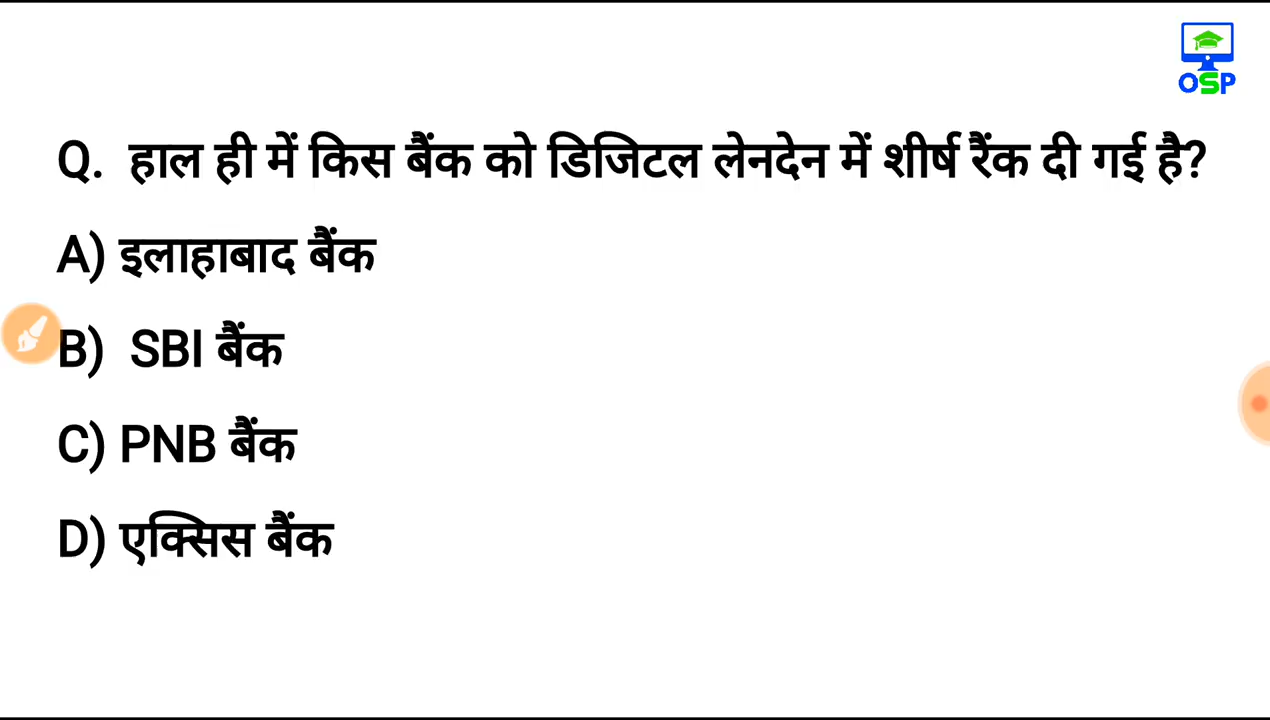 OSP
Q. हाल ही में किस बैंक को डिजिटल लेनदेन में शीर्ष रैंक दी गई है?
A) इलाहाबाद बैंक
B) SBI बैंक
C) PNB बैंक
D) एक्सिस बैंक